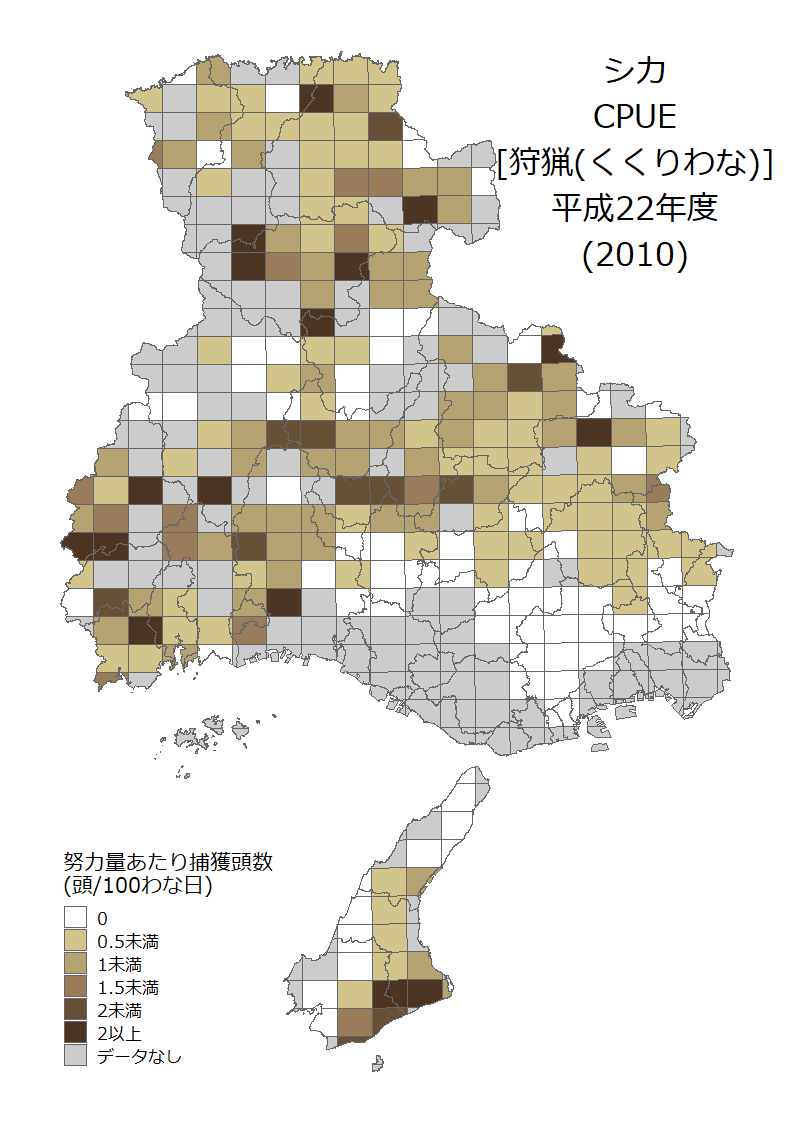 シカ
CPUE
[狩猟(くくりわな)]
平成22年度
(2010)
努力量あたり捕獲頭数
(頭/100わな日)
0
0.5未満
1未満
1.5未満
2未満
2以上
データなし